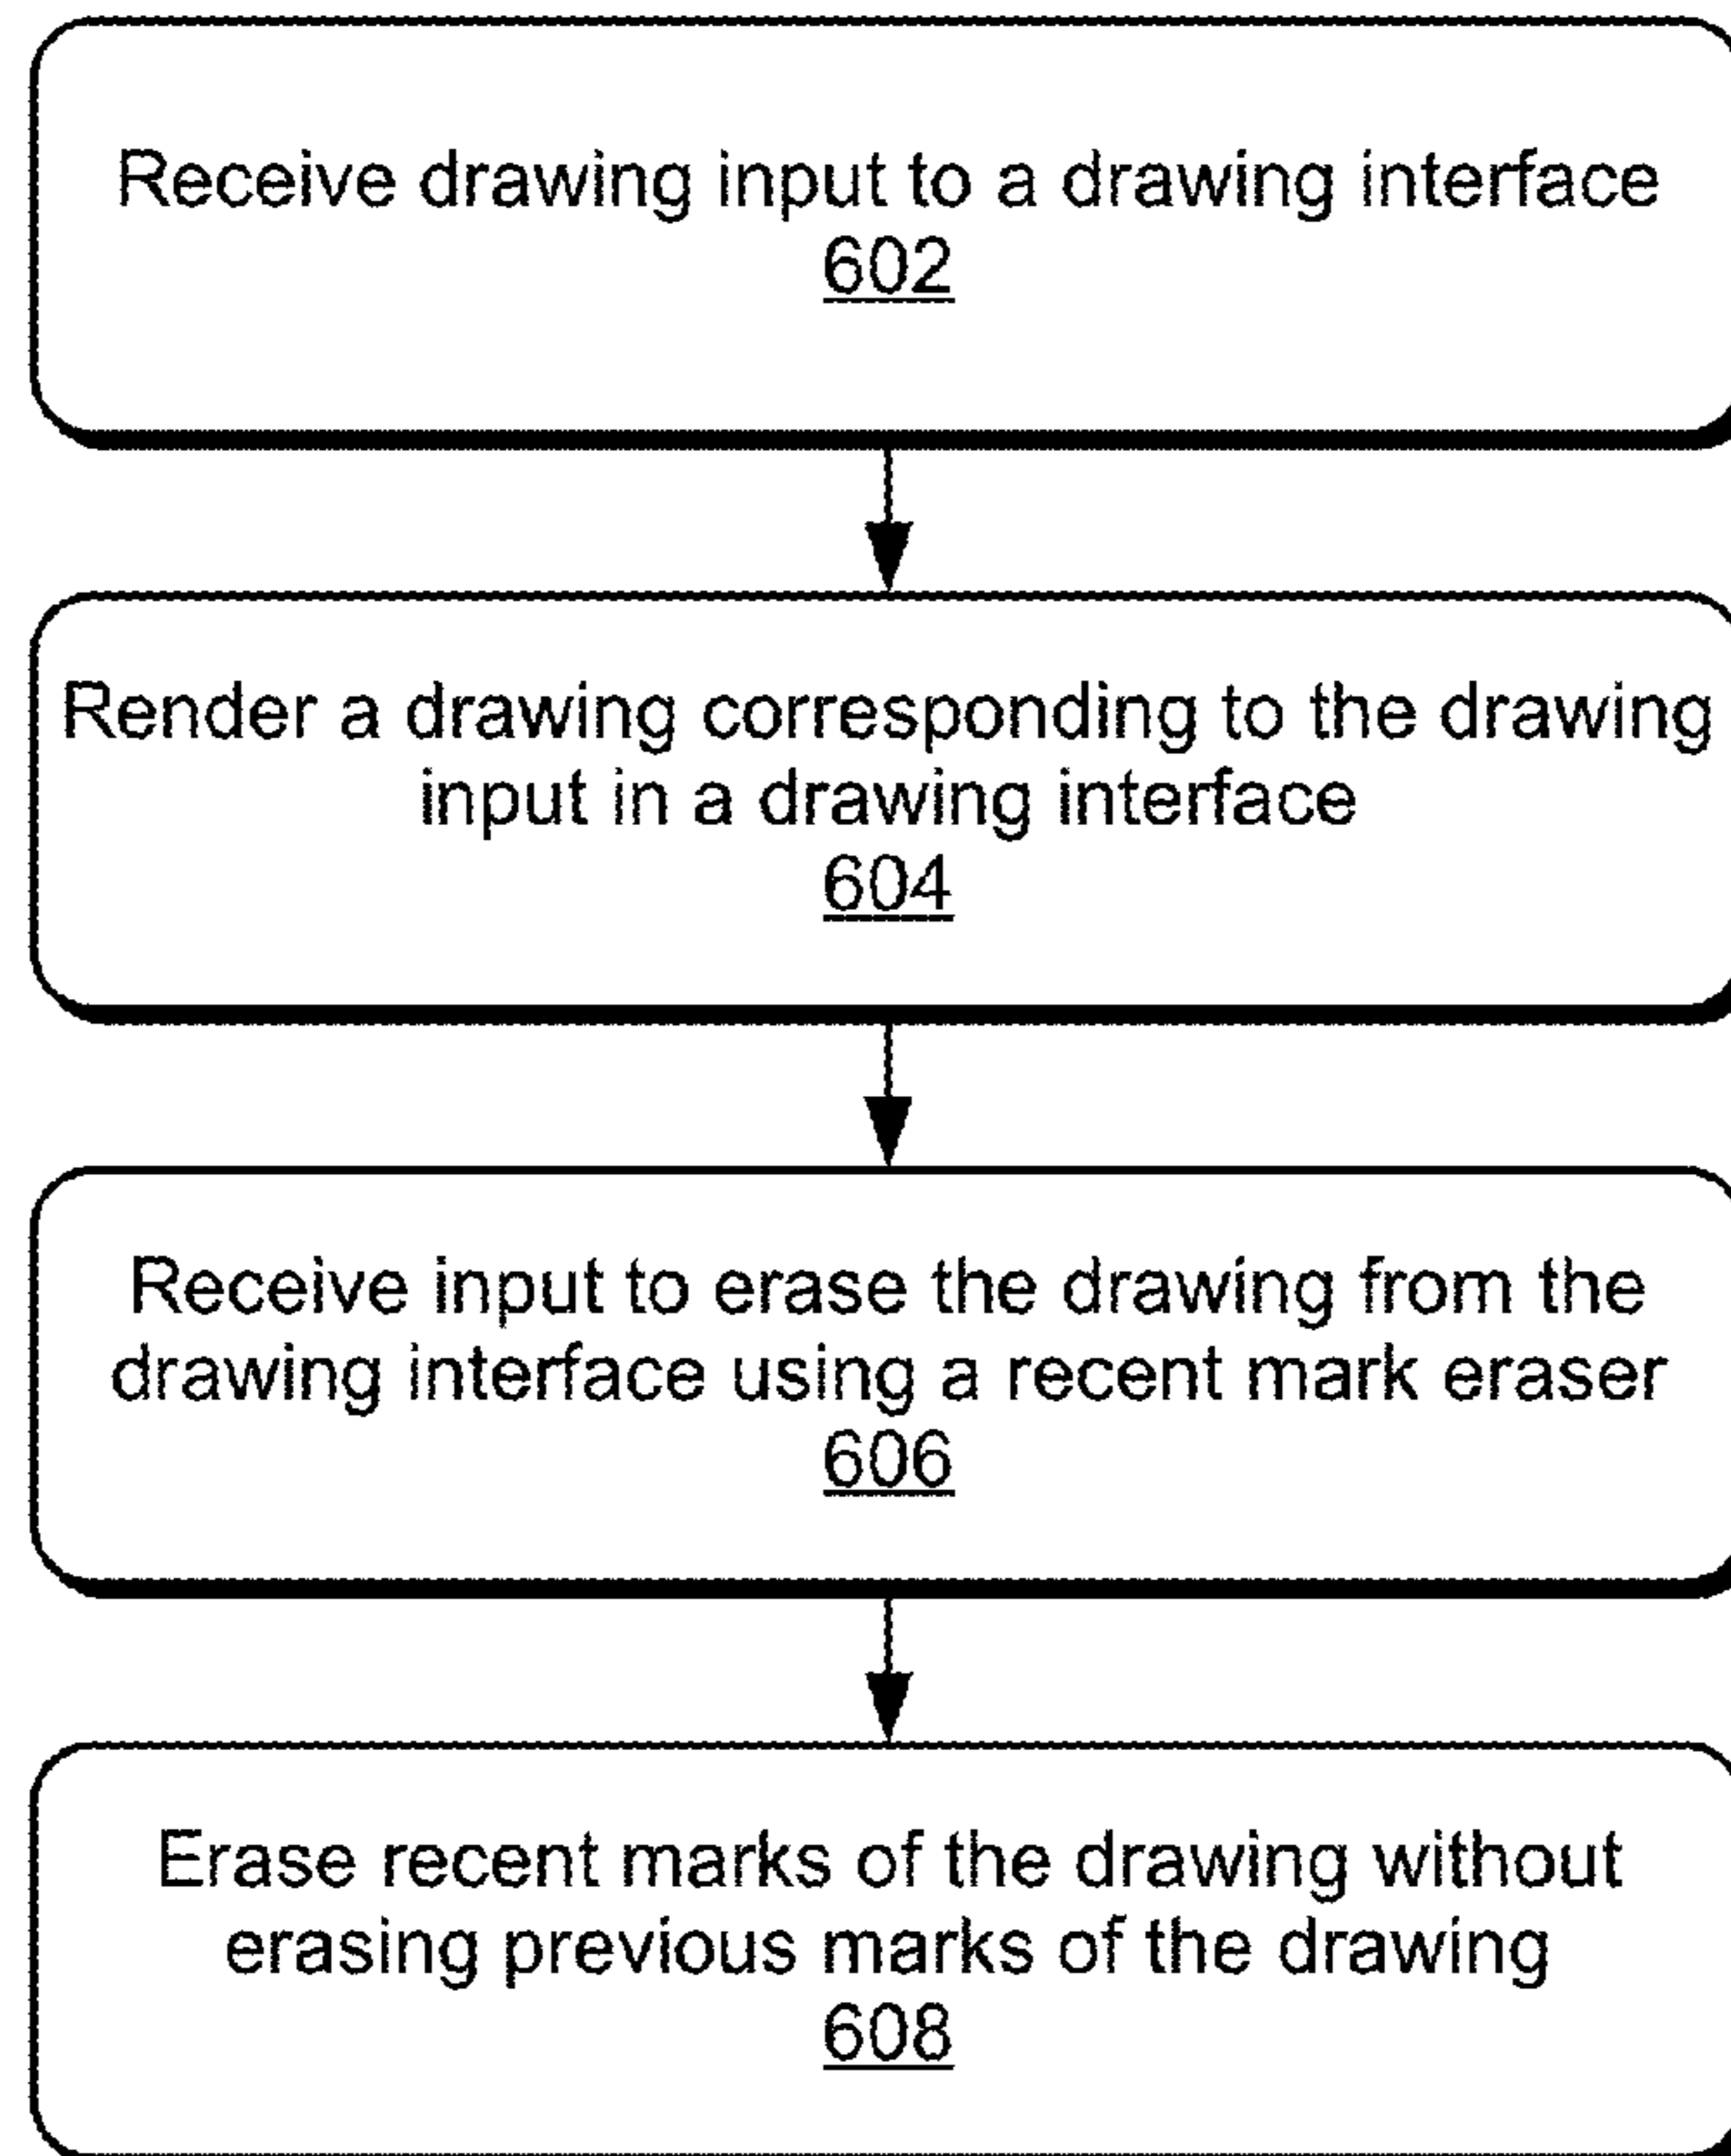 Receive drawing input to a drawing interface
602
Render a drawing corresponding to the drawing
input in a drawing interface
604
Receive input to erase the drawing from the
drawing interface using a recent mark eraser
606
Erase recent marks of the drawing without
erasing previous marks of the drawing
608